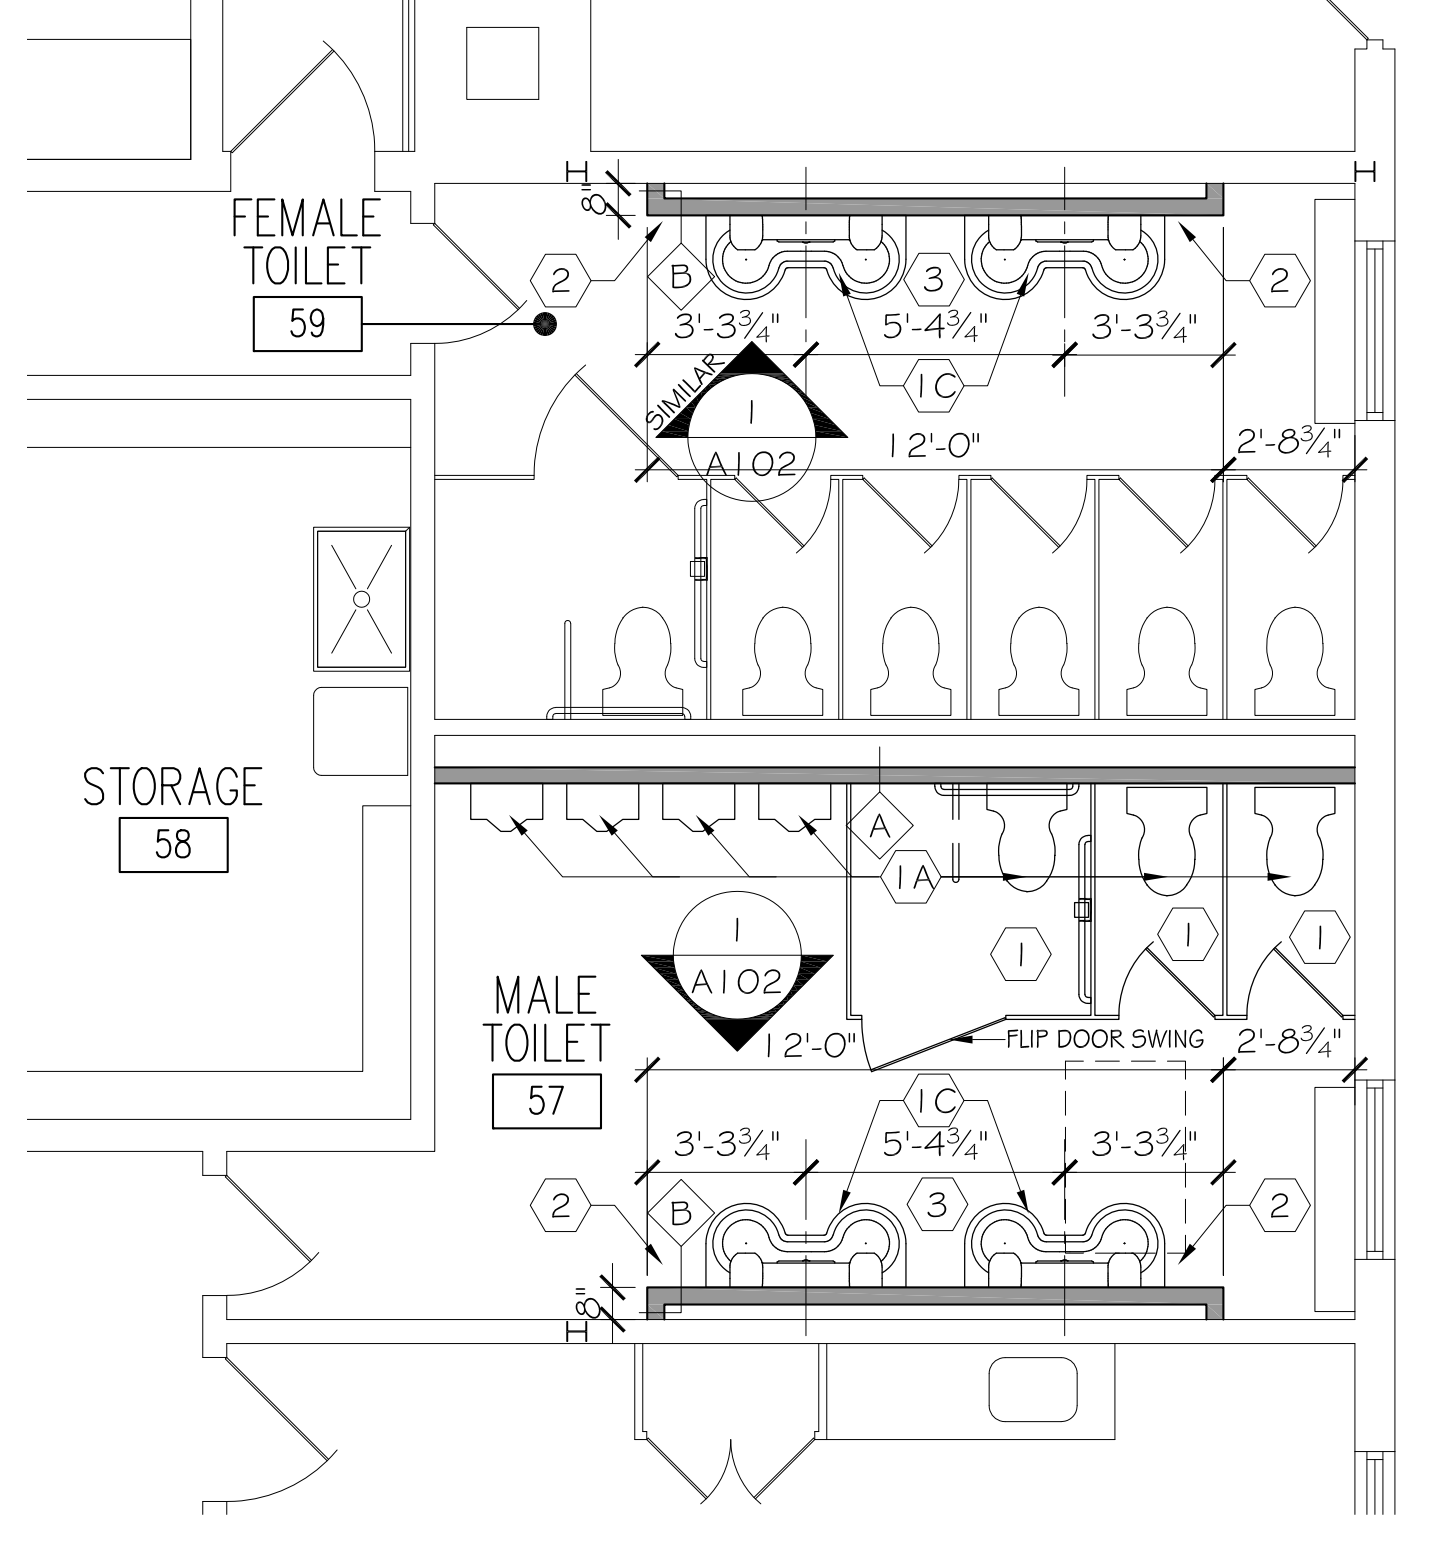 H
H
8"
FEMALE
TOILET
59
2
B
3
2
3'-3¾"
5'-4¾"
3'-3¾"
1C
SIMILAR
1
A102
12'-0"
2'-8¾"
STORAGE
58
A
1A
1
1
1
1
A102
MALE
TOILET
57
FLIP DOOR SWING
12'-0"
2'-8¾"
1C
3'-3¾"
5'-4¾"
3'-3¾"
2
B
3
2
8"
H